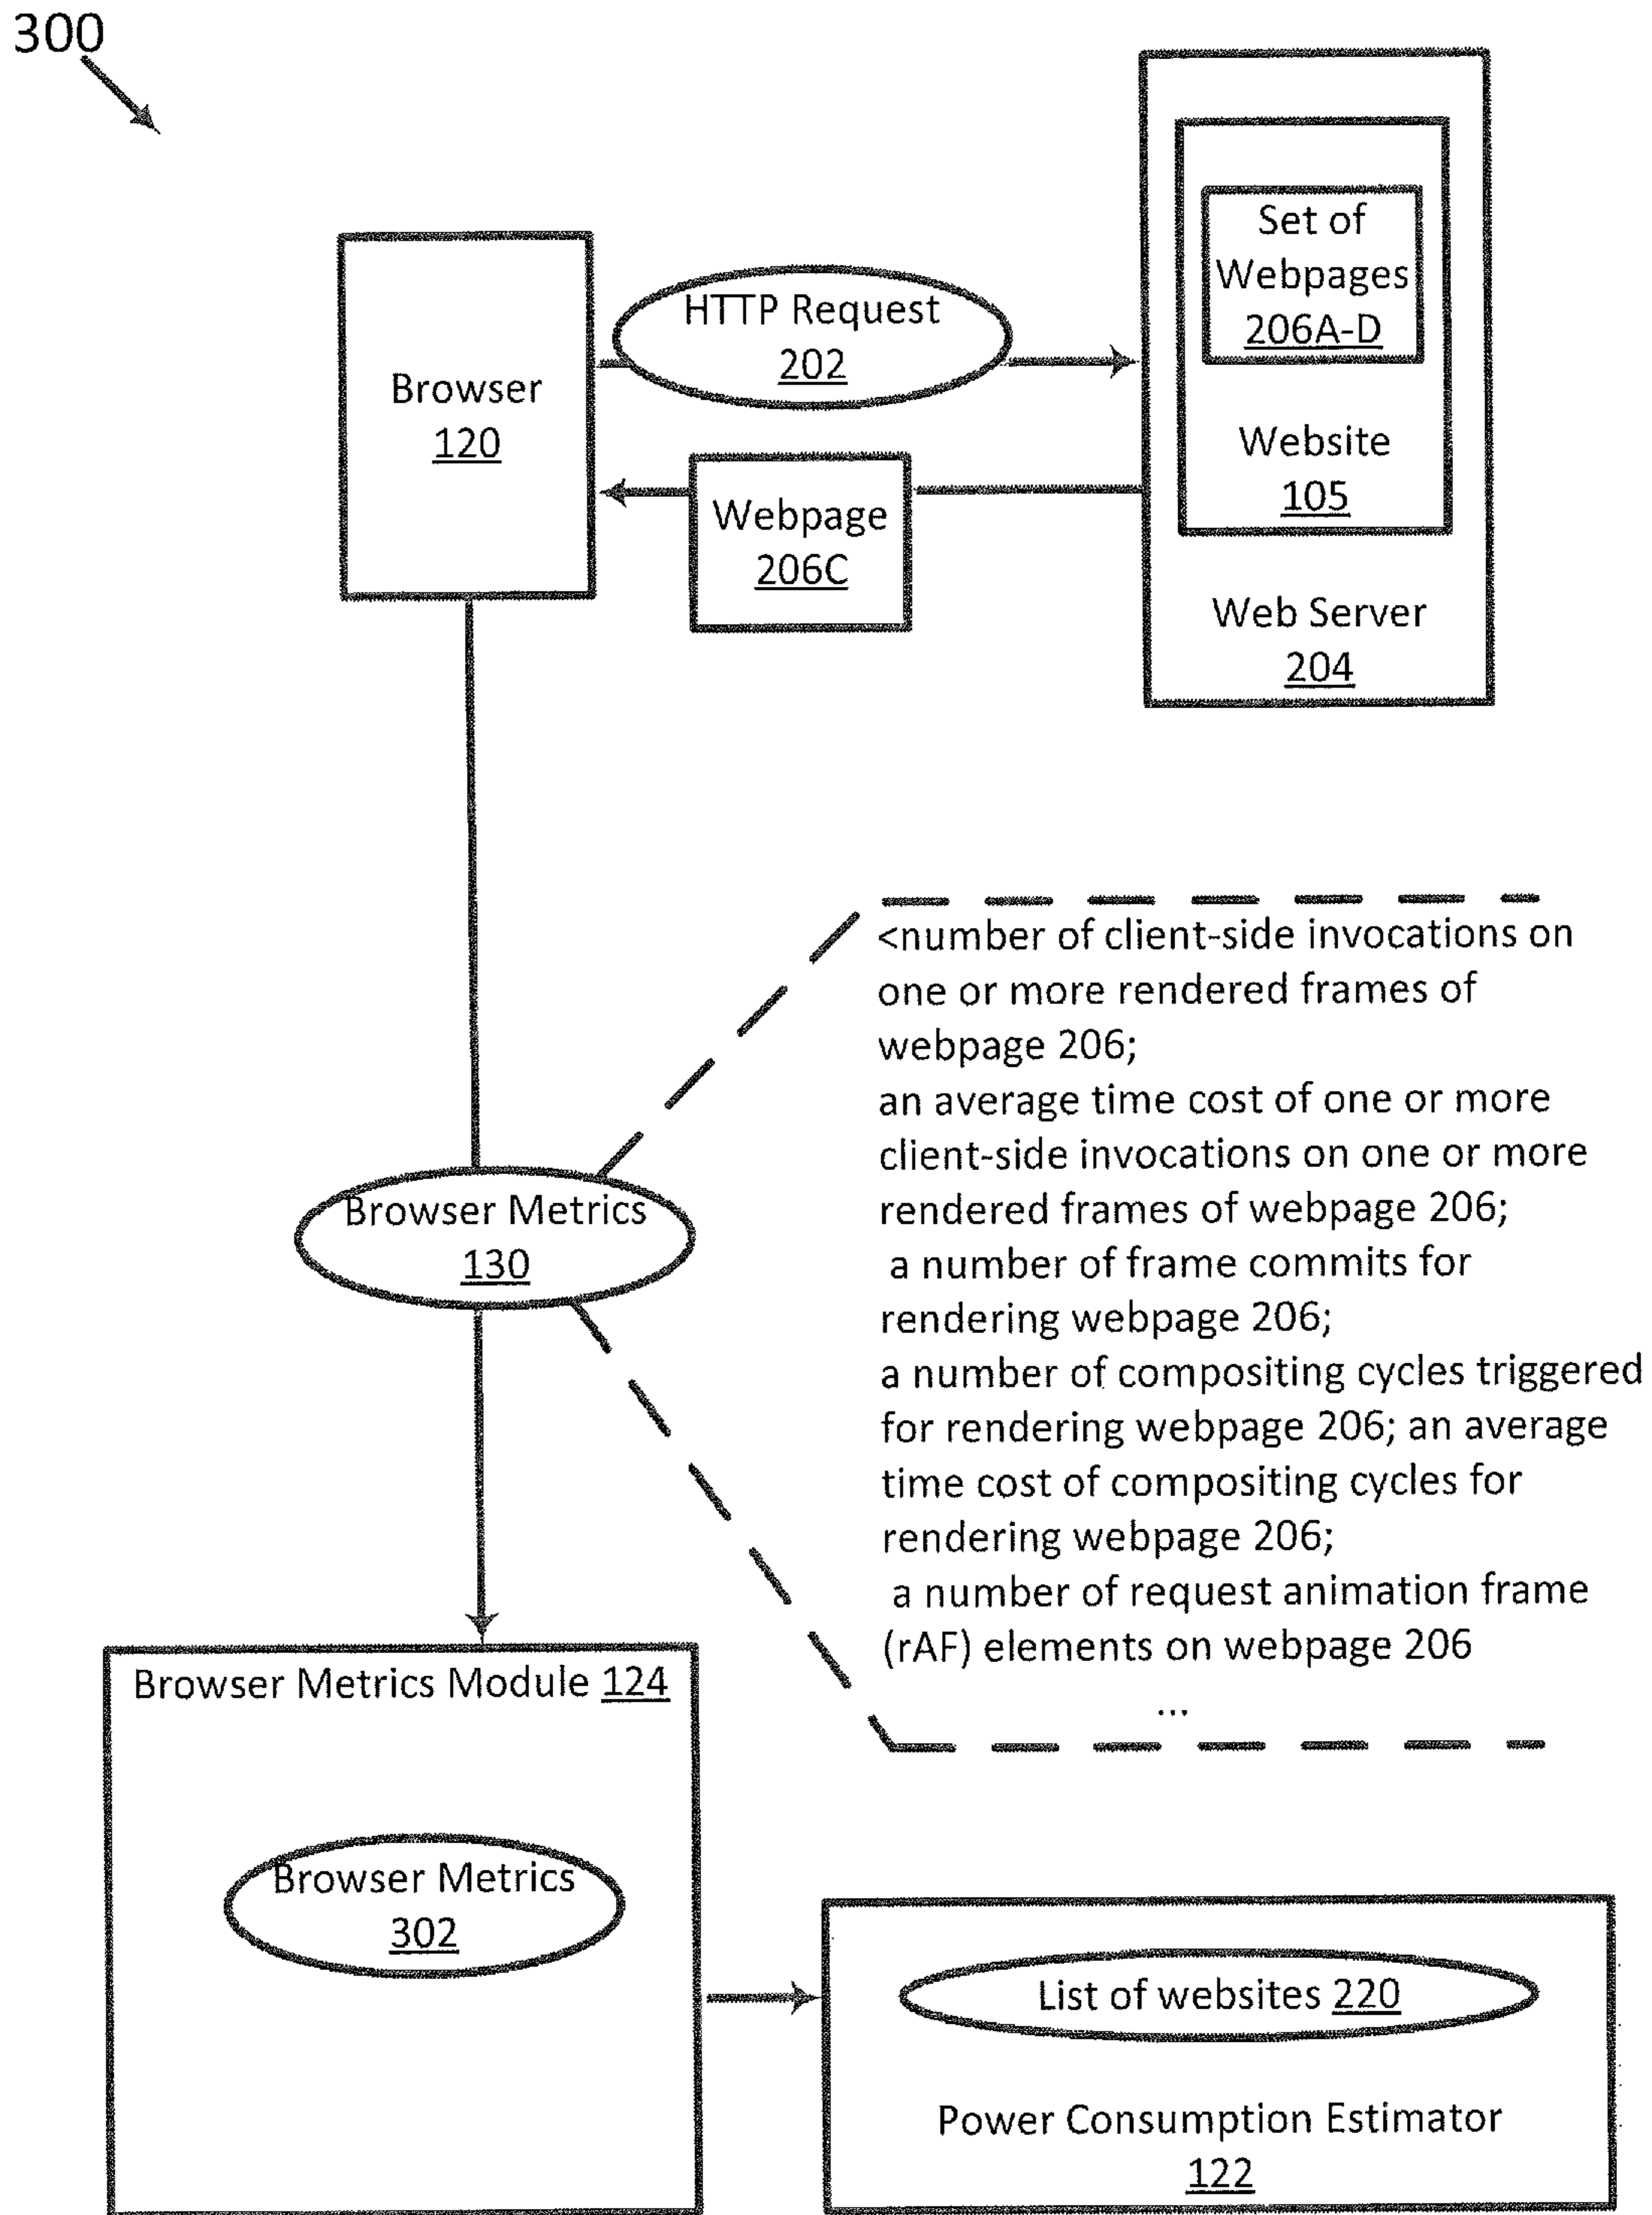 300
Set of
Webpages
206A-D
HTTP Request
202
Browser
120
Website
105
Webpage
206C
Web Server
204
<number of client-side invocations on
one or more rendered frames of
webpage 206;
an average time cost of one or more
client-side invocations on one or more
rendered frames of webpage 206;
a number of frame commits for
rendering webpage 206;
a number of compositing cycles triggered
for rendering webpage 206; an average
time cost of compositing cycles for
rendering webpage 206;
a number of request animation frame
(rAF) elements on webpage 206
...
Browser Metrics
130
Browser Metrics Module 124
Browser Metrics
302
List of websites 220
Power Consumption Estimator
122